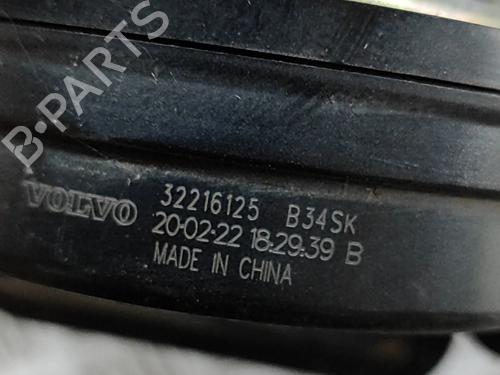 B-PARTS
VOLVO 32216125 B34SK
20-02-22 18:29:39 B
MADE IN CHINA